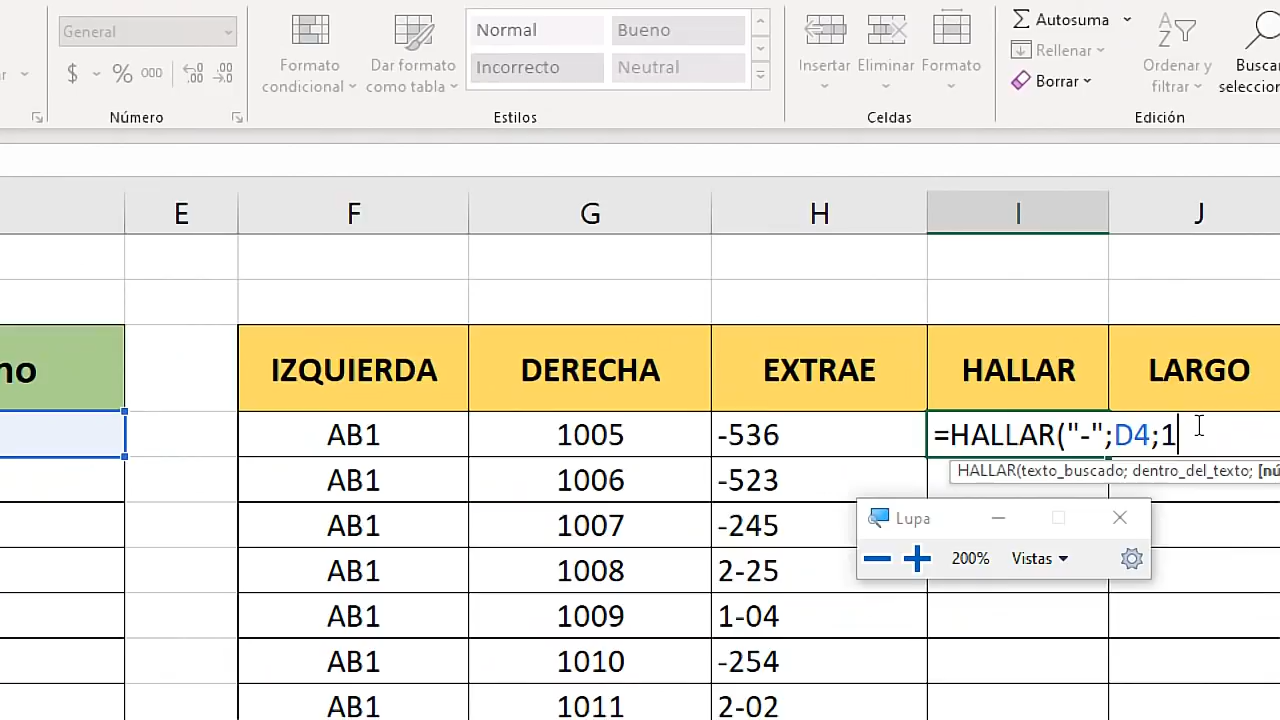 General
$ % 000
Número
Formato
condicional
Dar formato
como tabla
Normal
Bueno
Incorrecto
Neutral
Estilos
Insertar
Eliminar
Formato
Celdas
Autosuma
Rellenar
Borrar
Ordenar y
filtrar
Busca
seleccion
Edición
E F G H I J
no IZQUIERDA DERECHA EXTRAE HALLAR LARGO
AB1 1005 -536 =HALLAR("-";D4;1
HALLAR(texto_buscado; dentro_del_texto; [nú
AB1 1006 -523
AB1 1007 -245
Lupa
200% Vistas
AB1 1008 2-25
AB1 1009 1-04
AB1 1010 -254
AB1 1011 2-02